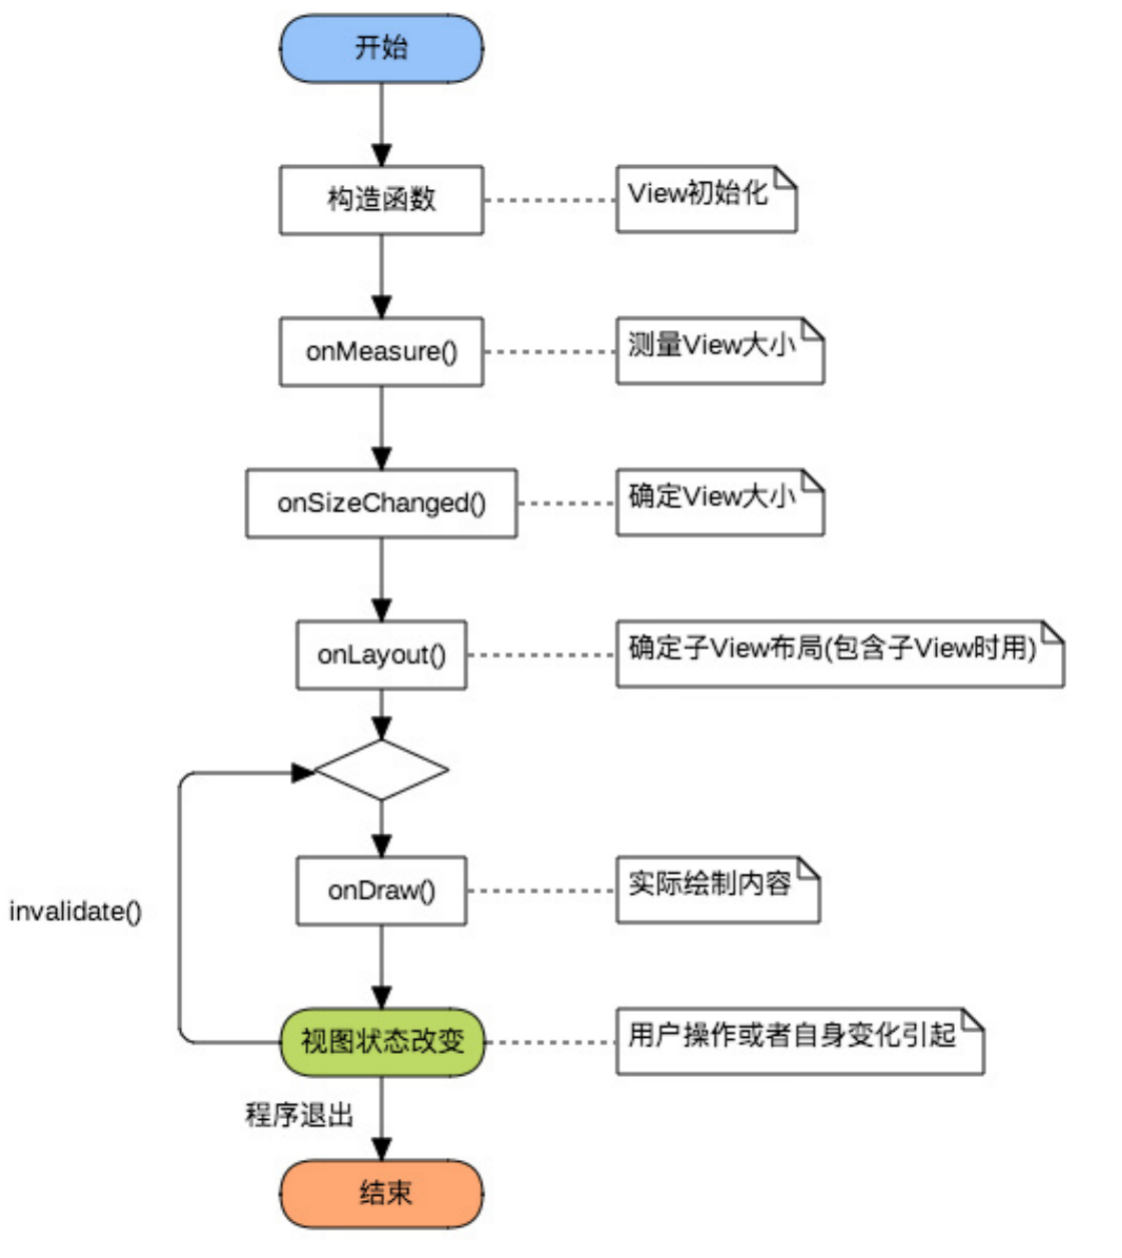 开始
构造函数
View初始化
onMeasure()
测量View大小
onSizeChanged()
确定View大小
onLayout()
确定子View布局(包含子View时用)
onDraw()
实际绘制内容
invalidate()
视图状态改变
用户操作或者自身变化引起
程序退出
结束